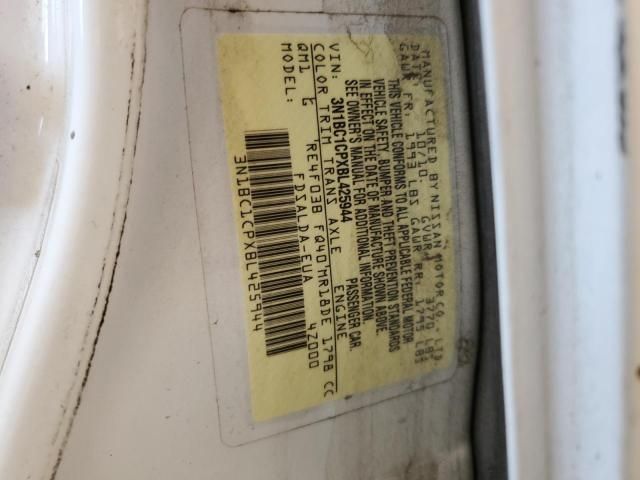 MANUFACTURED BY NISSAN MOTOR CO., LTD.
DATE: 10/10 GVWR 3770 LBS
GAWR FR. 1993 LBS GAWR RR. 1795 LBS
THIS VEHICLE CONFORMS TO ALL APPLICABLE FEDERAL MOTOR
VEHICLE SAFETY, BUMPER AND THEFT PREVENTION STANDARDS
IN EFFECT ON THE DATE OF MANUFACTURE SHOWN ABOVE.
SEE OWNER'S MANUAL FOR ADDITIONAL INFORMATION.
VIN: 3N1BC1CPXBL425944 PASSENGER CAR.
COLOR TRIM TRANS AXLE ENGINE
QM1 G RE4F03B FQ40 MR18DE 1798 CC
MODEL: FDSALDA-EUA 4Z000
3N1BC1CPXBL425944